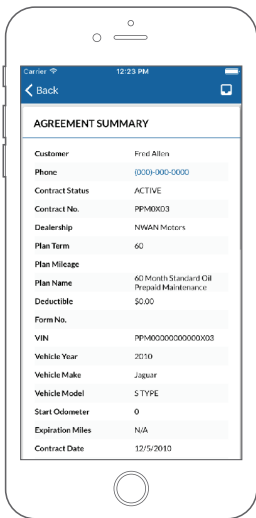 Carrier 12:23 PM
Back
AGREEMENT SUMMARY
Customer Fred Allen
Phone (000)-000-0000
Contract Status ACTIVE
Contract No. PPM0X03
Dealership NWAN Motors
Plan Term 60
Plan Mileage
Plan Name 60 Month Standard Oil
Prepaid Maintenance
Deductible $0.00
Form No.
VIN PPM00000000000X03
Vehicle Year 2010
Vehicle Make Jaguar
Vehicle Model S TYPE
Start Odometer 0
Expiration Miles N/A
Contract Date 12/5/2010